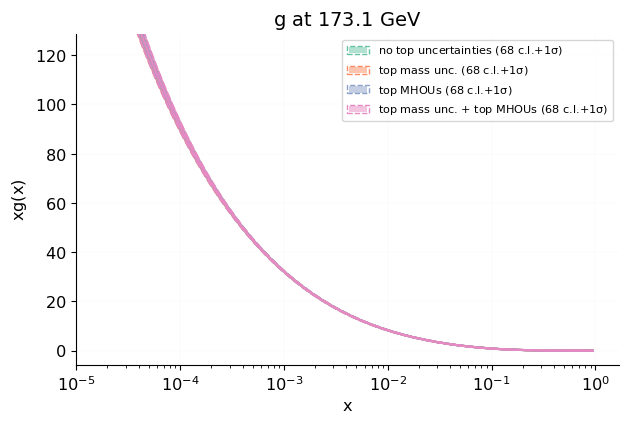 g at 173.1 GeV
no top uncertainties (68 c.l.+1σ)
top mass unc. (68 c.l.+1σ)
top MHOUs (68 c.l.+1σ)
top mass unc. + top MHOUs (68 c.l.+1σ)
xg(x)
120
100
80
60
40
20
0
10⁻⁵ 10⁻⁴ 10⁻³ 10⁻² 10⁻¹ 10⁰
x